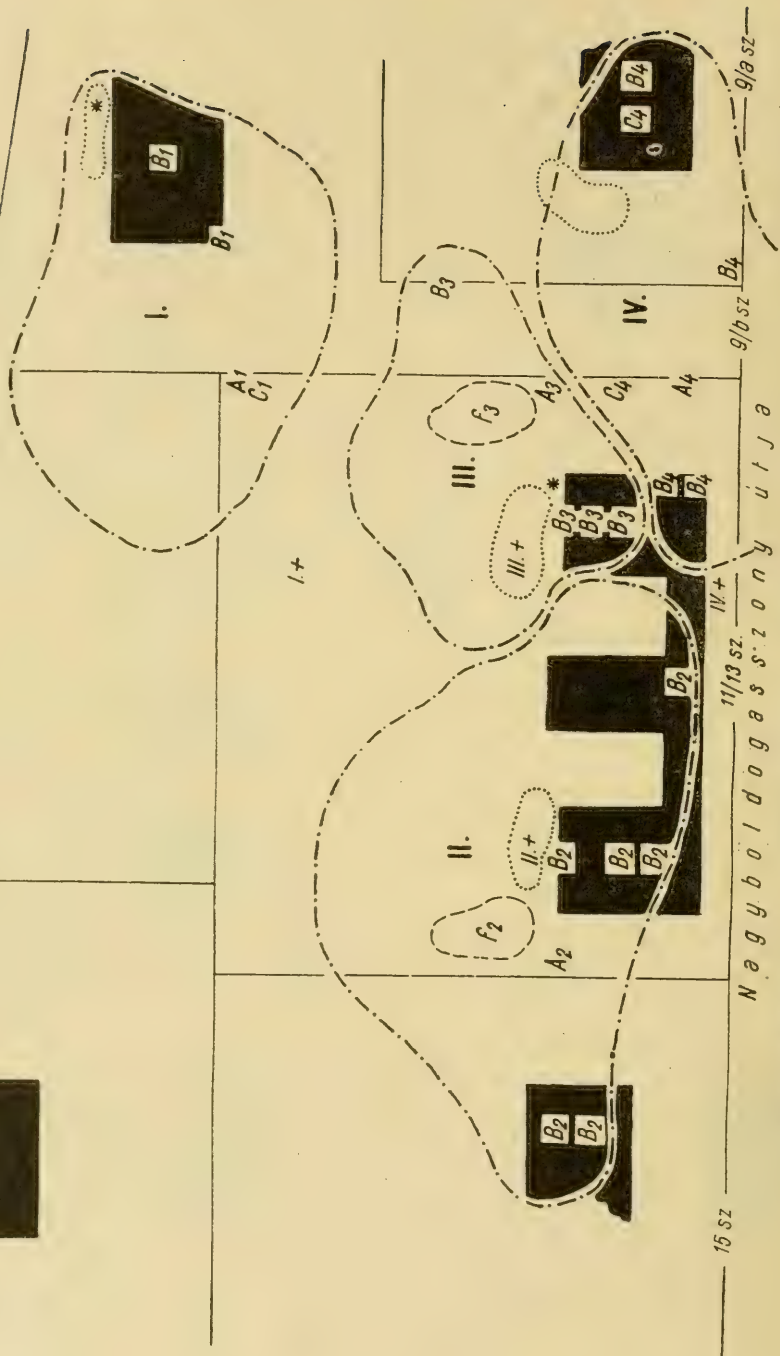 I.
B1
B1
A1
C1
I.+
B3
III.
F3
A3
III.+
*
*
B3
B3
B3
II.
F2
II.+
A2
B2
B2
B2
B2
B2
B2
IV.
B4
C4
B4
C4
A4
B4
B4
IV.+
15 sz
11/13 sz.
9/b sz
9/a sz
Nagyboldogasszony útja